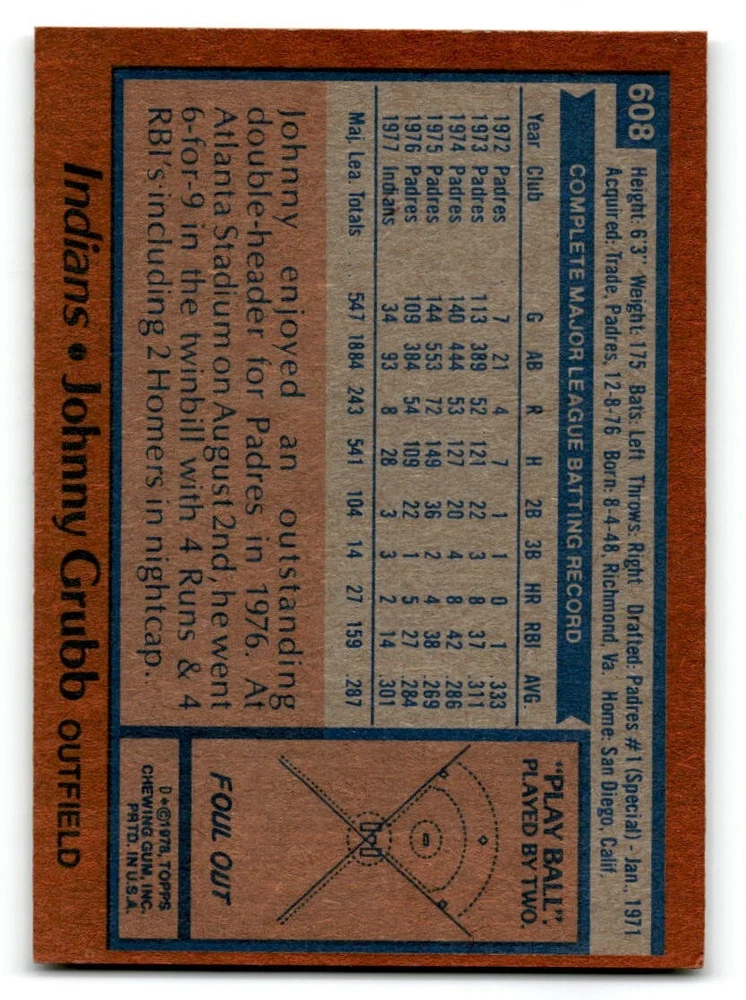 608
Height: 6'3" Weight: 175 Bats: Left Throws: Right Drafted: Padres #1 (Special) - Jan., 1971
Acquired: Trade, Padres, 12-8-76 Born: 8-4-48, Richmond, Va. Home: San Diego, Calif.
COMPLETE MAJOR LEAGUE BATTING RECORD
Year Club G AB R H 2B 3B HR RBI AVG.
1972 Padres 7 21 4 7 1 1 0 1 .333
1973 Padres 113 389 52 121 22 3 8 37 .311
1974 Padres 140 444 53 127 20 4 8 42 .286
1975 Padres 144 553 72 149 36 2 4 38 .269
1976 Padres 109 384 54 109 22 1 5 27 .284
1977 Indians 34 93 8 28 3 3 2 14 .301
Maj. Lea. Totals 547 1884 243 541 104 14 27 159 .287
Johnny enjoyed an outstanding
double-header for Padres in 1976. At
Atlanta Stadium on August 2nd, he went
6-for-9 in the twinbill with 4 Runs & 4
RBI's including 2 Homers in nightcap.
"PLAY BALL".
PLAYED BY TWO.
FOUL OUT
Indians • Johnny Grubb OUTFIELD
D*©1978, TOPPS
CHEWING GUM, INC.
PRTD. IN U.S.A.